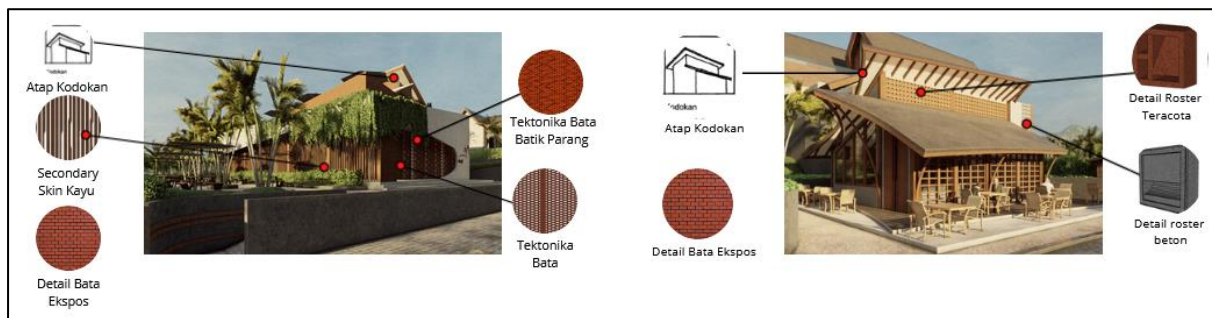 Atap Kodokan
Secondary
Skin Kayu
Detail Bata
Ekspos
Tektonika Bata
Batik Parang
Tektonika
Bata
Kodokan
Atap Kodokan
Detail Bata Ekspos
Detail Roster
Teracota
Detail roster
beton